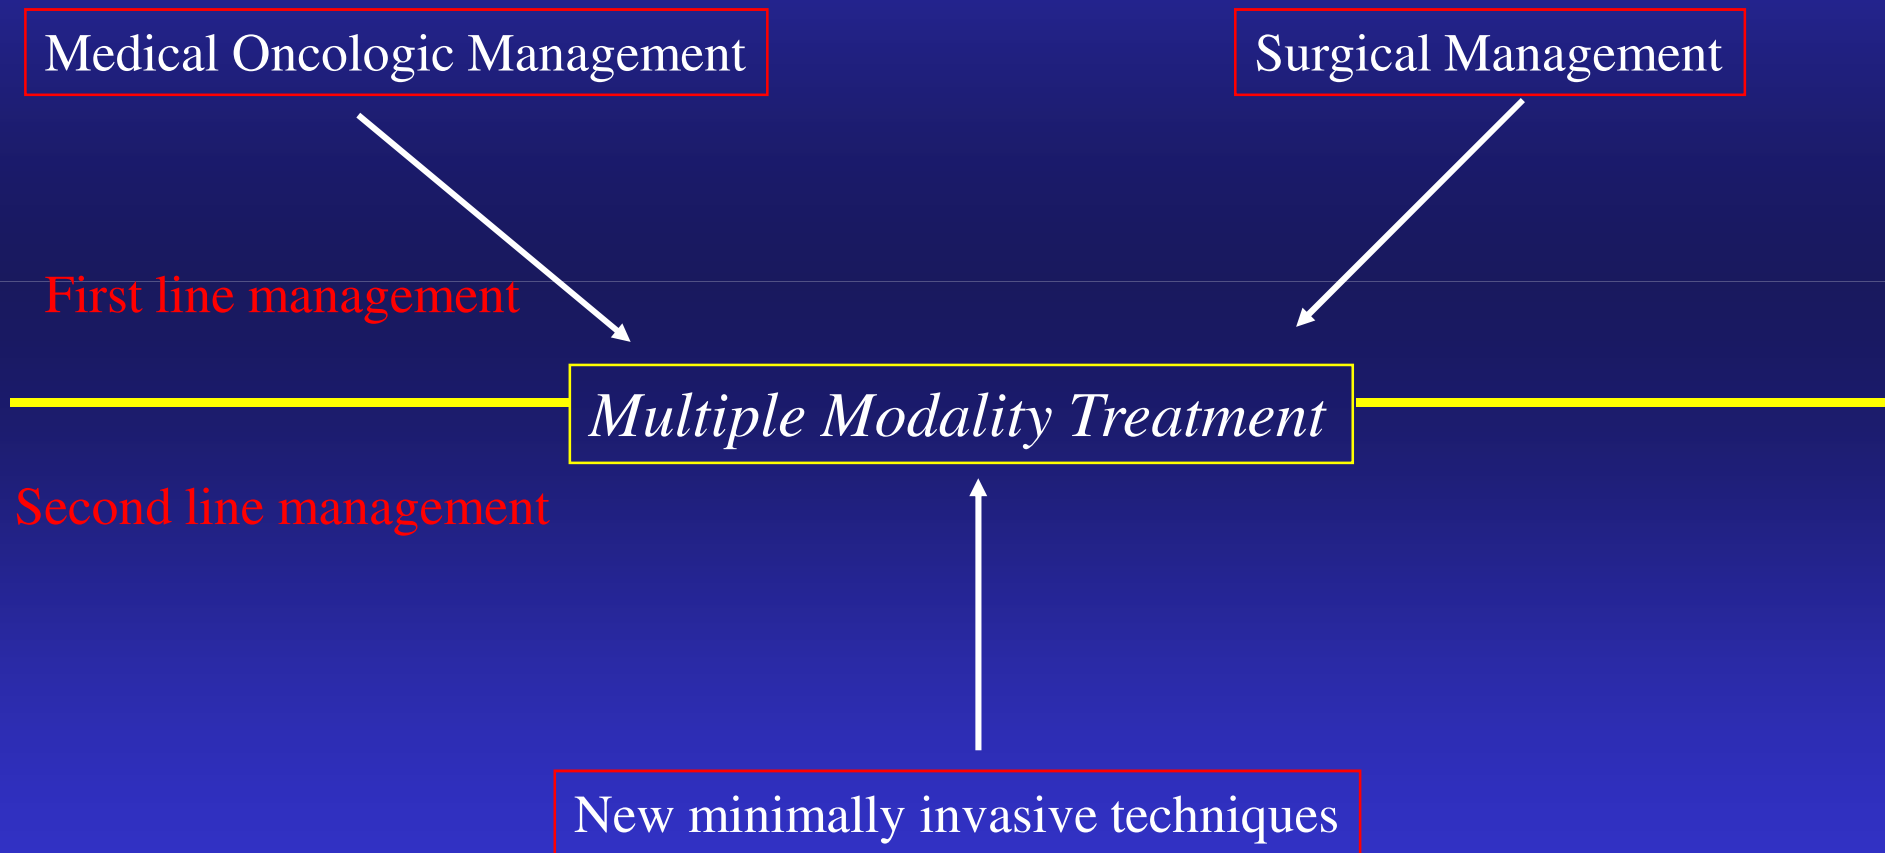 Medical Oncologic Management
Surgical Management
First line management
Multiple Modality Treatment
Second line management
New minimally invasive techniques